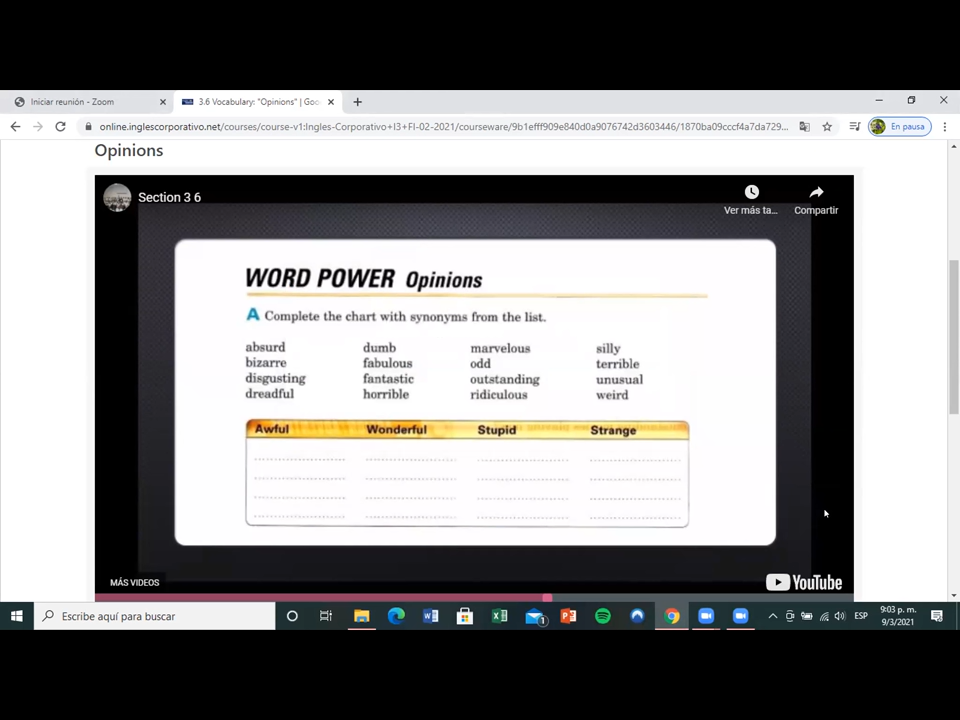 Iniciar reunión - Zoom
3.6 Vocabulary: "Opinions" | Goo
online.inglescorporativo.net/courses/course-v1:Ingles-Corporativo+I3+FI-02-2021/courseware/9b1efff909e840d0a9076742d3603446/1870ba09cccf4a7da729...
En pausa
Opinions
Section 3 6
Ver más ta...
Compartir
WORD POWER Opinions
A Complete the chart with synonyms from the list.
absurd dumb marvelous silly
bizarre fabulous odd terrible
disgusting fantastic outstanding unusual
dreadful horrible ridiculous weird
Awful Wonderful Stupid Strange
MÁS VIDEOS
YouTube
Escribe aquí para buscar
1
ESP
9:03 p. m.
9/3/2021